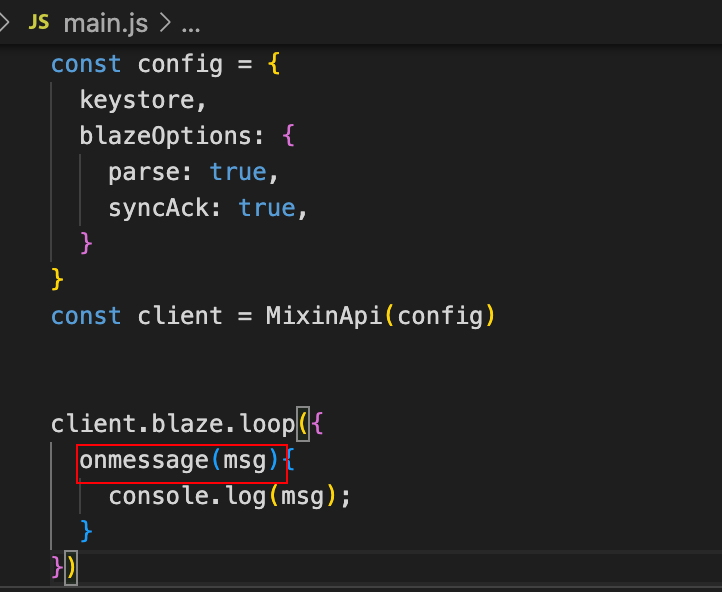 JS main.js > ...
const config = {
  keystore,
  blazeOptions: {
    parse: true,
    syncAck: true,
  }
}
const client = MixinApi(config)
client.blaze.loop({
  onmessage(msg){
    console.log(msg);
  }
})